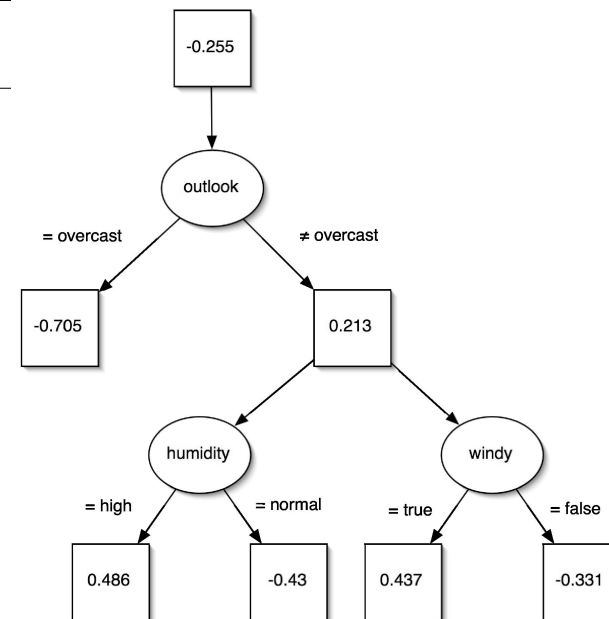 -0.255
outlook
= overcast
≠ overcast
-0.705
0.213
humidity
windy
= high
= normal
= true
= false
0.486
-0.43
0.437
-0.331